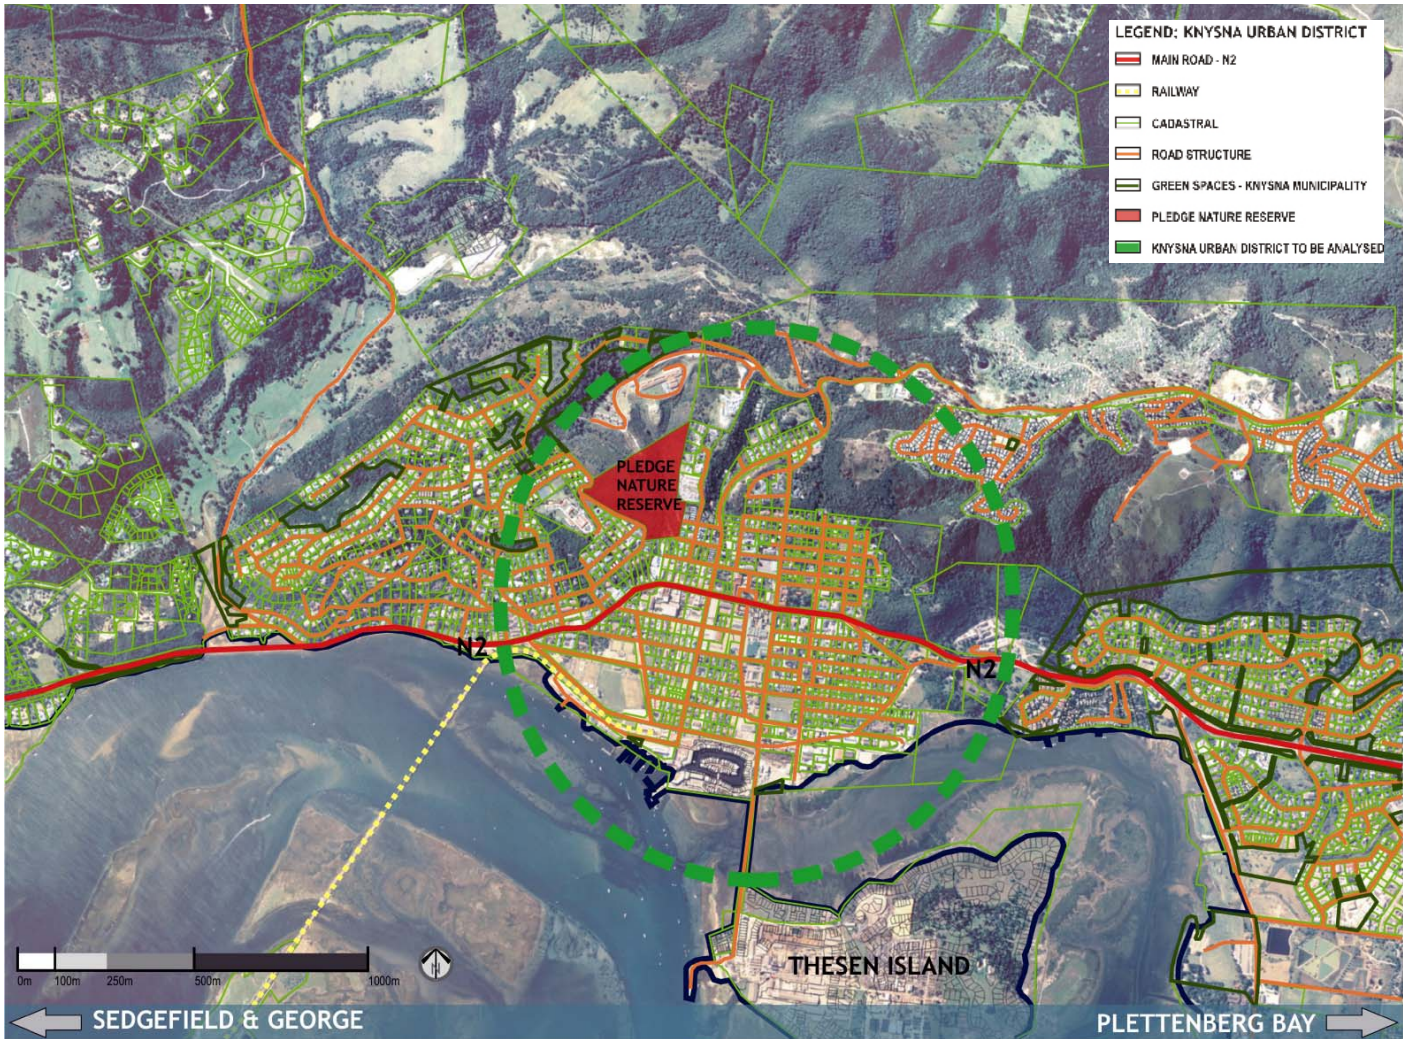 LEGEND: KNYSNA URBAN DISTRICT
MAIN ROAD - N2
RAILWAY
CADASTRAL
ROAD STRUCTURE
GREEN SPACES - KNYSNA MUNICIPALITY
PLEDGE NATURE RESERVE
KNYSNA URBAN DISTRICT TO BE ANALYSED
PLEDGE
NATURE
RESERVE
N2
N2
THESEN ISLAND
N
0m 100m 250m 500m 1000m
SEDGEFIELD & GEORGE
PLETTENBERG BAY